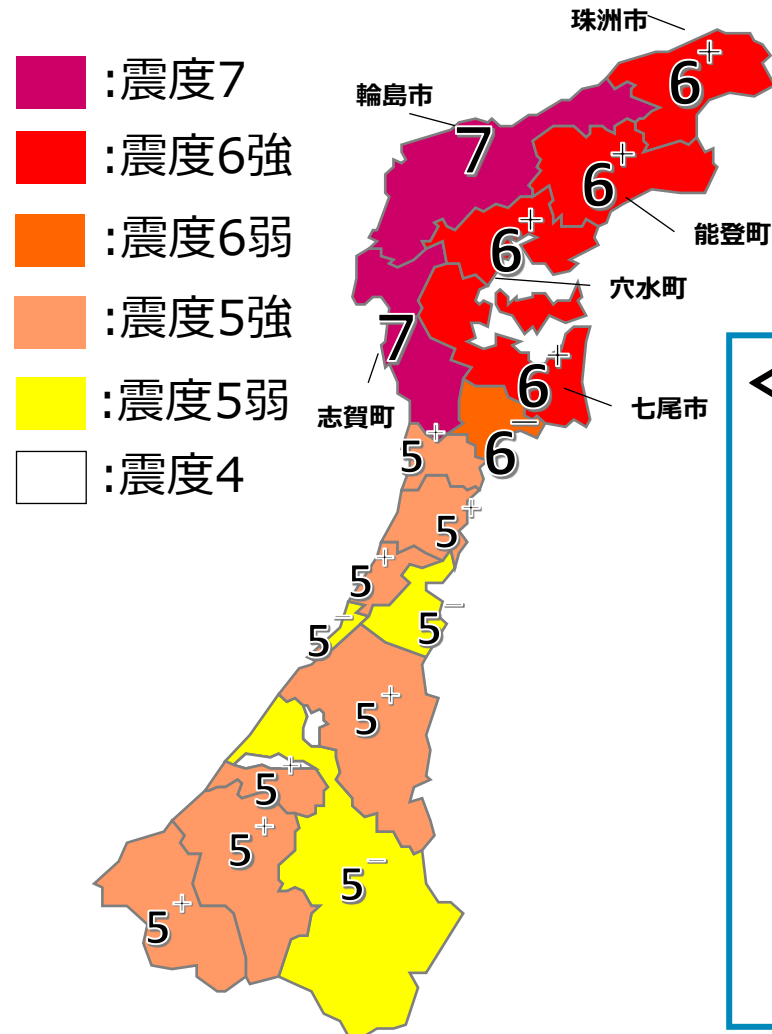 :震度7
:震度6強
:震度6弱
:震度5強
:震度5弱
:震度4
珠洲市
6+
輪島市
7
6+
能登町
6+
穴水町
7
志賀町
6+
七尾市
<
6−
5+
5+
5+
5−
5−
5+
5+
5+
5−
5+